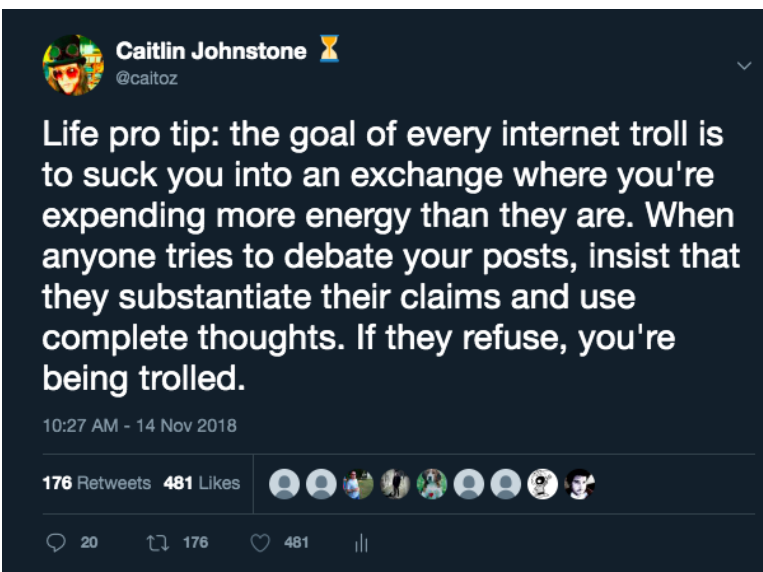 Caitlin Johnstone ⏳
@caitoz
Life pro tip: the goal of every internet troll is
to suck you into an exchange where you're
expending more energy than they are. When
anyone tries to debate your posts, insist that
they substantiate their claims and use
complete thoughts. If they refuse, you're
being trolled.
10:27 AM - 14 Nov 2018
176 Retweets 481 Likes
20 176 481